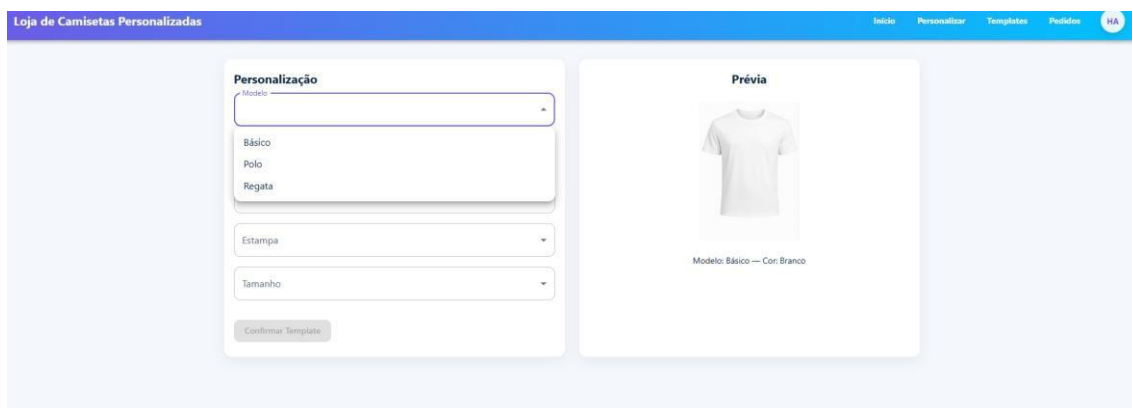 Loja de Camisetas Personalizadas
Início Personalizar Templates Pedidos HA
Personalização
Modelo
Básico
Polo
Regata
Estampa
Tamanho
Confirmar Template
Prévia
Modelo: Básico — Cor: Branco